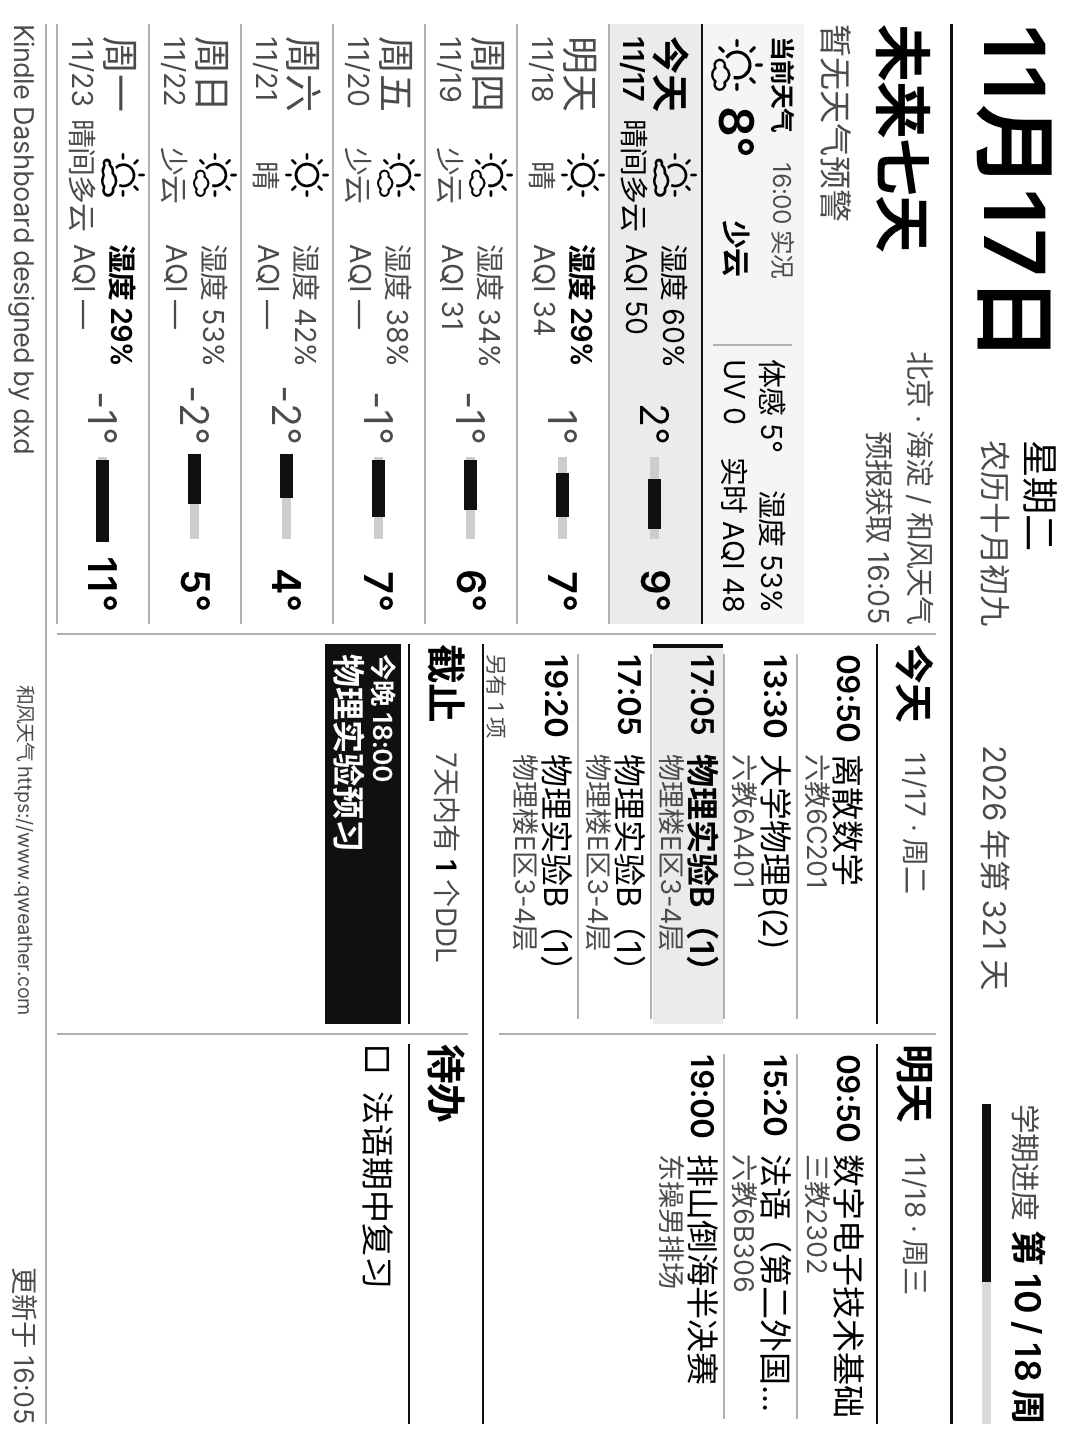 11月17日
星期二
农历十月初九
2026 年第 321 天
学期进度 第 10 / 18 周
未来七天
北京 · 海淀 / 和风天气
暂无天气预警
预报获取 16:05
当前天气 16:00 实况
8° 少云
体感 5° 湿度 53%
UV 0 实时 AQI 48
今天 湿度 60% 2° 9°
11/17 晴间多云 AQI 50
明天 湿度 29% 1° 7°
11/18 晴 AQI 34
周四 湿度 34% -1° 6°
11/19 少云 AQI 31
周五 湿度 38% -1° 7°
11/20 少云 AQI —
周六 湿度 42% -2° 4°
11/21 晴 AQI —
周日 湿度 53% -2° 5°
11/22 少云 AQI —
周一 湿度 29% -1° 11°
11/23 晴间多云 AQI —
今天 11/17 · 周二
09:50 离散数学
六教6C201
13:30 大学物理B(2)
六教6A401
17:05 物理实验B（1）
物理楼E区3-4层
17:05 物理实验B（1）
物理楼E区3-4层
19:20 物理实验B（1）
物理楼E区3-4层
另有 1 项
明天 11/18 · 周三
09:50 数字电子技术基础
三教2302
15:20 法语（第二外国…
六教6B306
19:00 排山倒海半决赛
东操男排场
截止 7天内有 1 个DDL
今晚 18:00
物理实验预习
待办
法语期中复习
Kindle Dashboard designed by dxd
和风天气 https://www.qweather.com
更新于 16:05